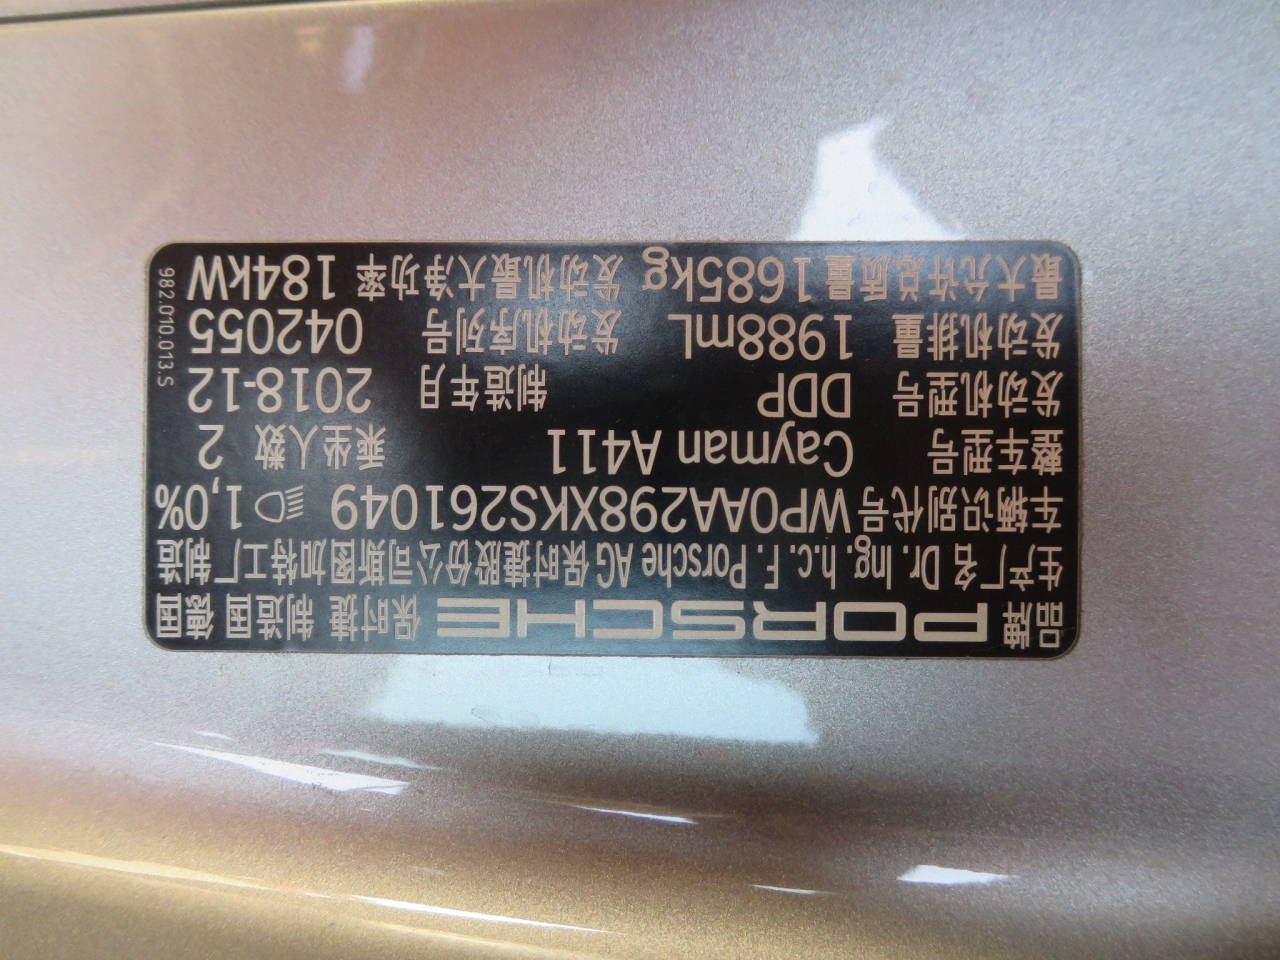 品牌 PORSCHE 保时捷 制造国 德国
生产厂名 Dr. Ing. h.c. F. Porsche AG 保时捷股份公司斯图加特工厂制造
车辆识别代号 WP0AA298XKS261049 1,0%
整车型号 Cayman A411 乘坐人数 2
发动机型号 DDP 制造年月 2018-12
发动机排量 1988mL 发动机序列号 042055
最大允许总质量 1685kg 发动机最大净功率 184kW
982.010.013.S